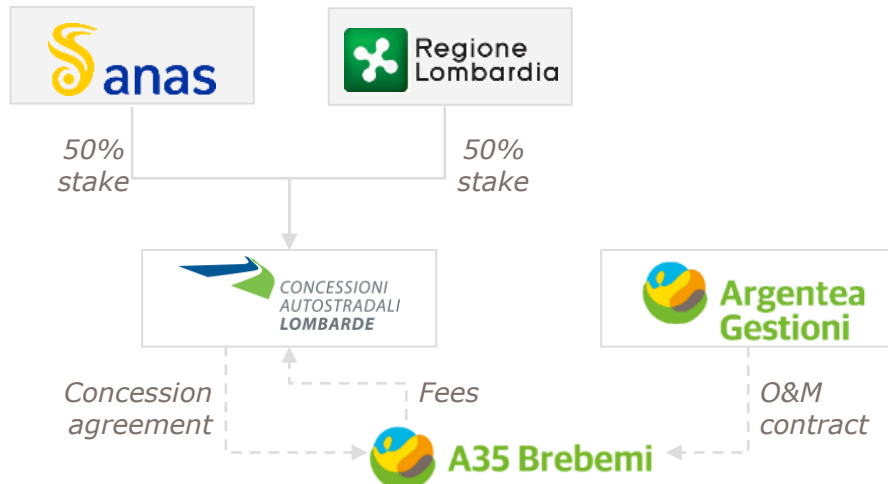 anas
Regione
Lombardia
50%
stake
50%
stake
CONCESSIONI
AUTOSTRADALI
LOMBARDE
Argentea
Gestioni
Concession
agreement
Fees
O&M
contract
A35 Brebemi